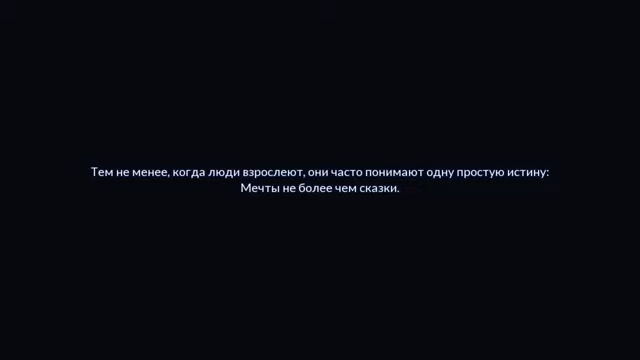 Тем не менее, когда люди взрослеют, они часто понимают одну простую истину:
Мечты не более чем сказки.